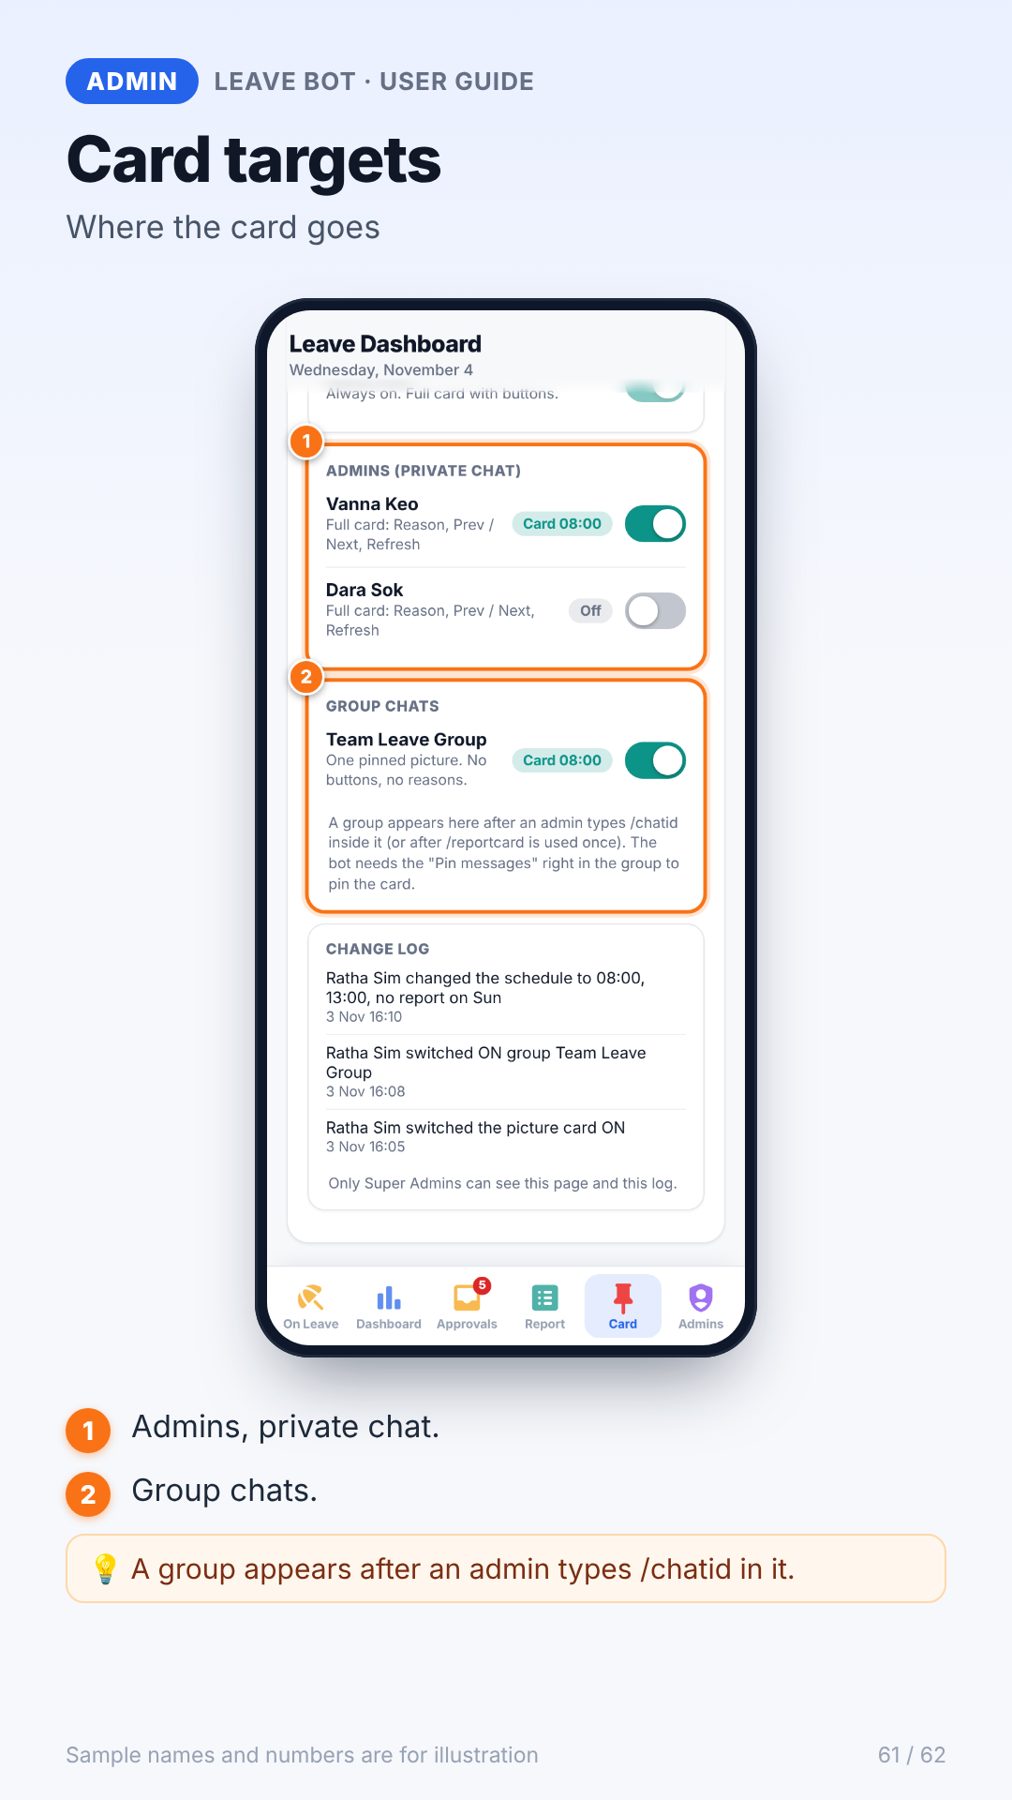 ADMIN LEAVE BOT · USER GUIDE
Card targets
Where the card goes
Leave Dashboard
Wednesday, November 4
Always on. Full card with buttons.
1
ADMINS (PRIVATE CHAT)
Vanna Keo
Full card: Reason, Prev /
Next, Refresh
Card 08:00
Dara Sok
Full card: Reason, Prev / Next,
Refresh
Off
2
GROUP CHATS
Team Leave Group
One pinned picture. No
buttons, no reasons.
Card 08:00
A group appears here after an admin types /chatid
inside it (or after /reportcard is used once). The
bot needs the "Pin messages" right in the group to
pin the card.
CHANGE LOG
Ratha Sim changed the schedule to 08:00,
13:00, no report on Sun
3 Nov 16:10
Ratha Sim switched ON group Team Leave
Group
3 Nov 16:08
Ratha Sim switched the picture card ON
3 Nov 16:05
Only Super Admins can see this page and this log.
5
On Leave Dashboard Approvals Report Card Admins
1 Admins, private chat.
2 Group chats.
💡 A group appears after an admin types /chatid in it.
Sample names and numbers are for illustration 61 / 62